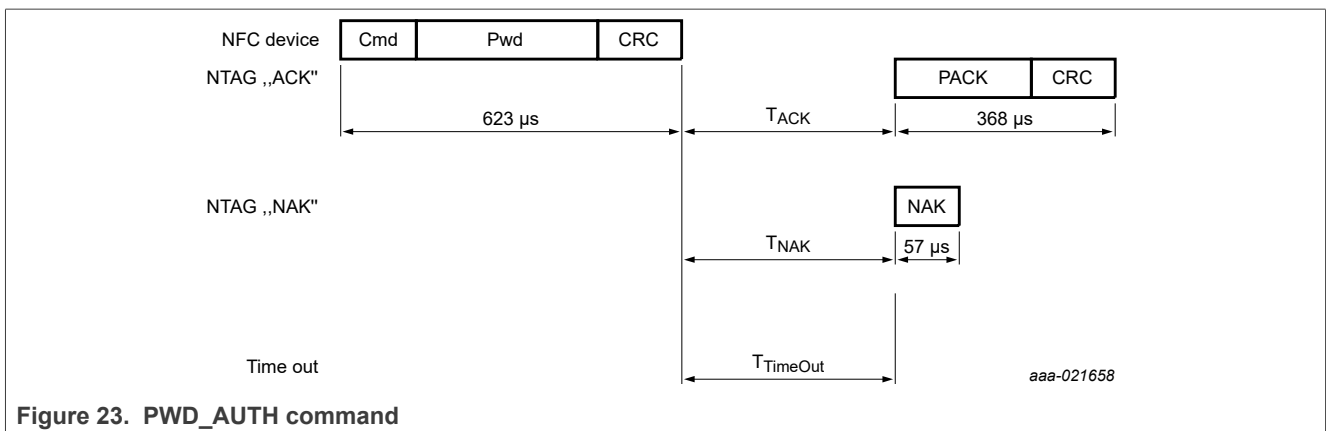 NFC device Cmd Pwd CRC
NTAG ,,ACK" PACK CRC
623 µs TACK 368 µs
NTAG ,,NAK" NAK
TNAK 57 µs
Time out TTimeOut aaa-021658
Figure 23. PWD_AUTH command